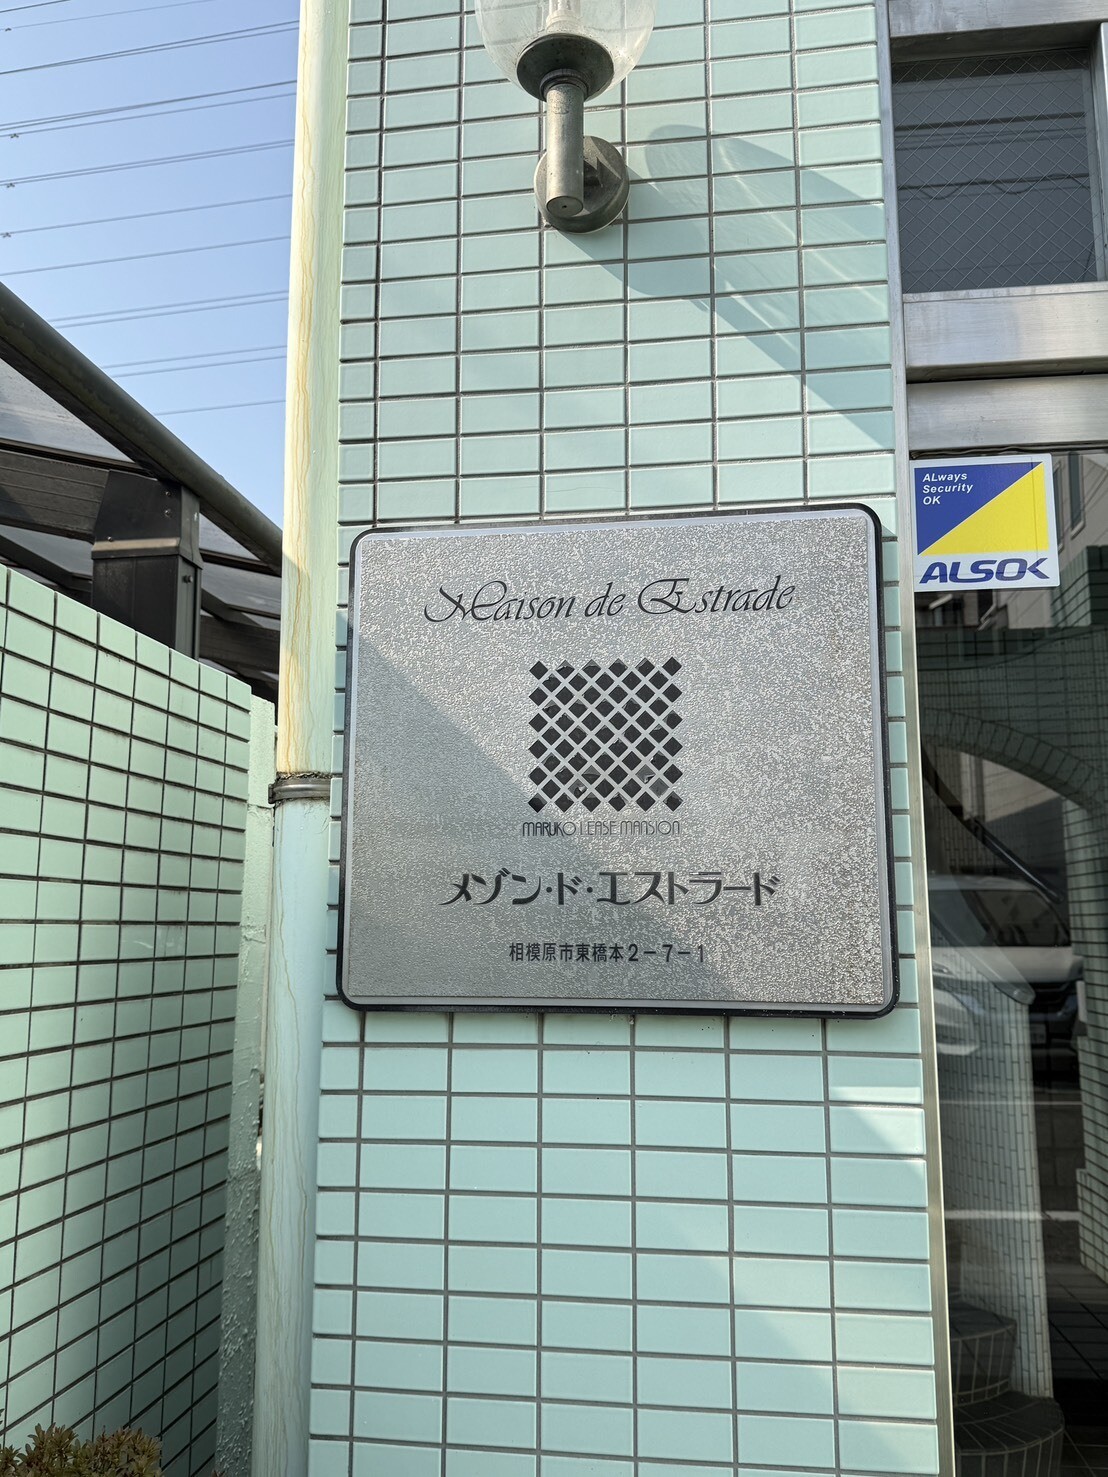 ALways
Security
OK
ALSOK
Maison de Estrade
MARUKO LEASE MANSION
メゾン・ド・エストラード
相模原市東橋本2-7-1